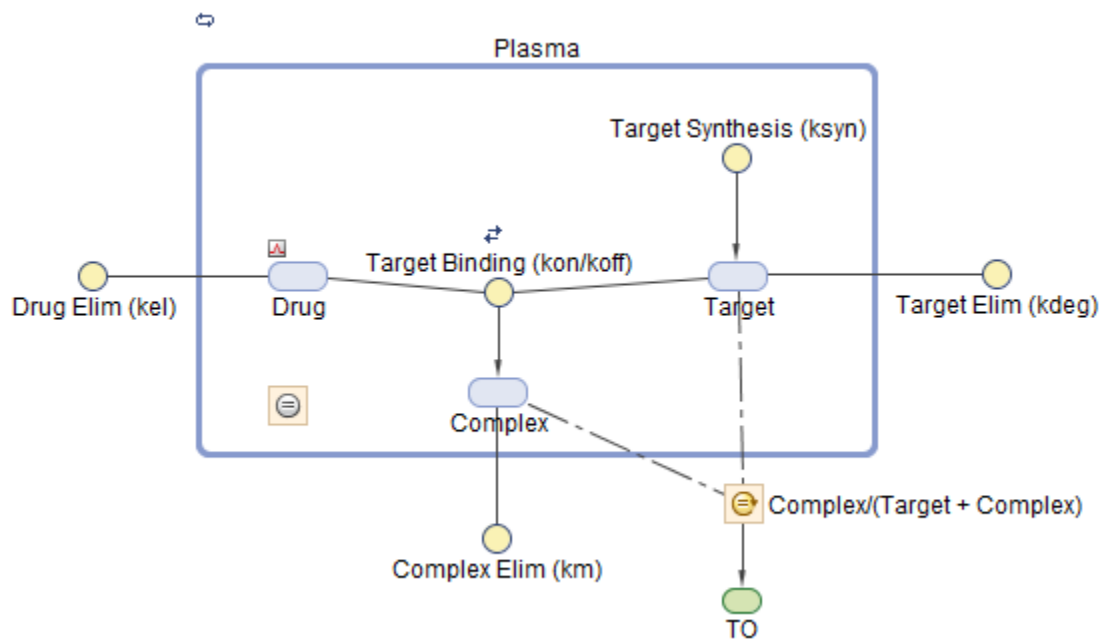 Plasma
Target Synthesis (ksyn)
Target Binding (kon/koff)
Drug Elim (kel)
Drug
Target
Target Elim (kdeg)
Complex
Complex/(Target + Complex)
Complex Elim (km)
TO